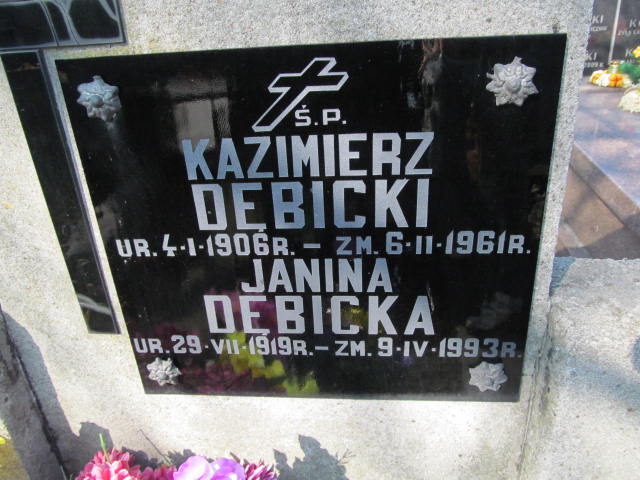 Ś.P.
KAZIMIERZ
DĘBICKI
UR. 4·I·1906R. – ZM. 6·II·1961R.
JANINA
DĘBICKA
UR. 29·VII·1919R. – ZM. 9·IV·1993R.